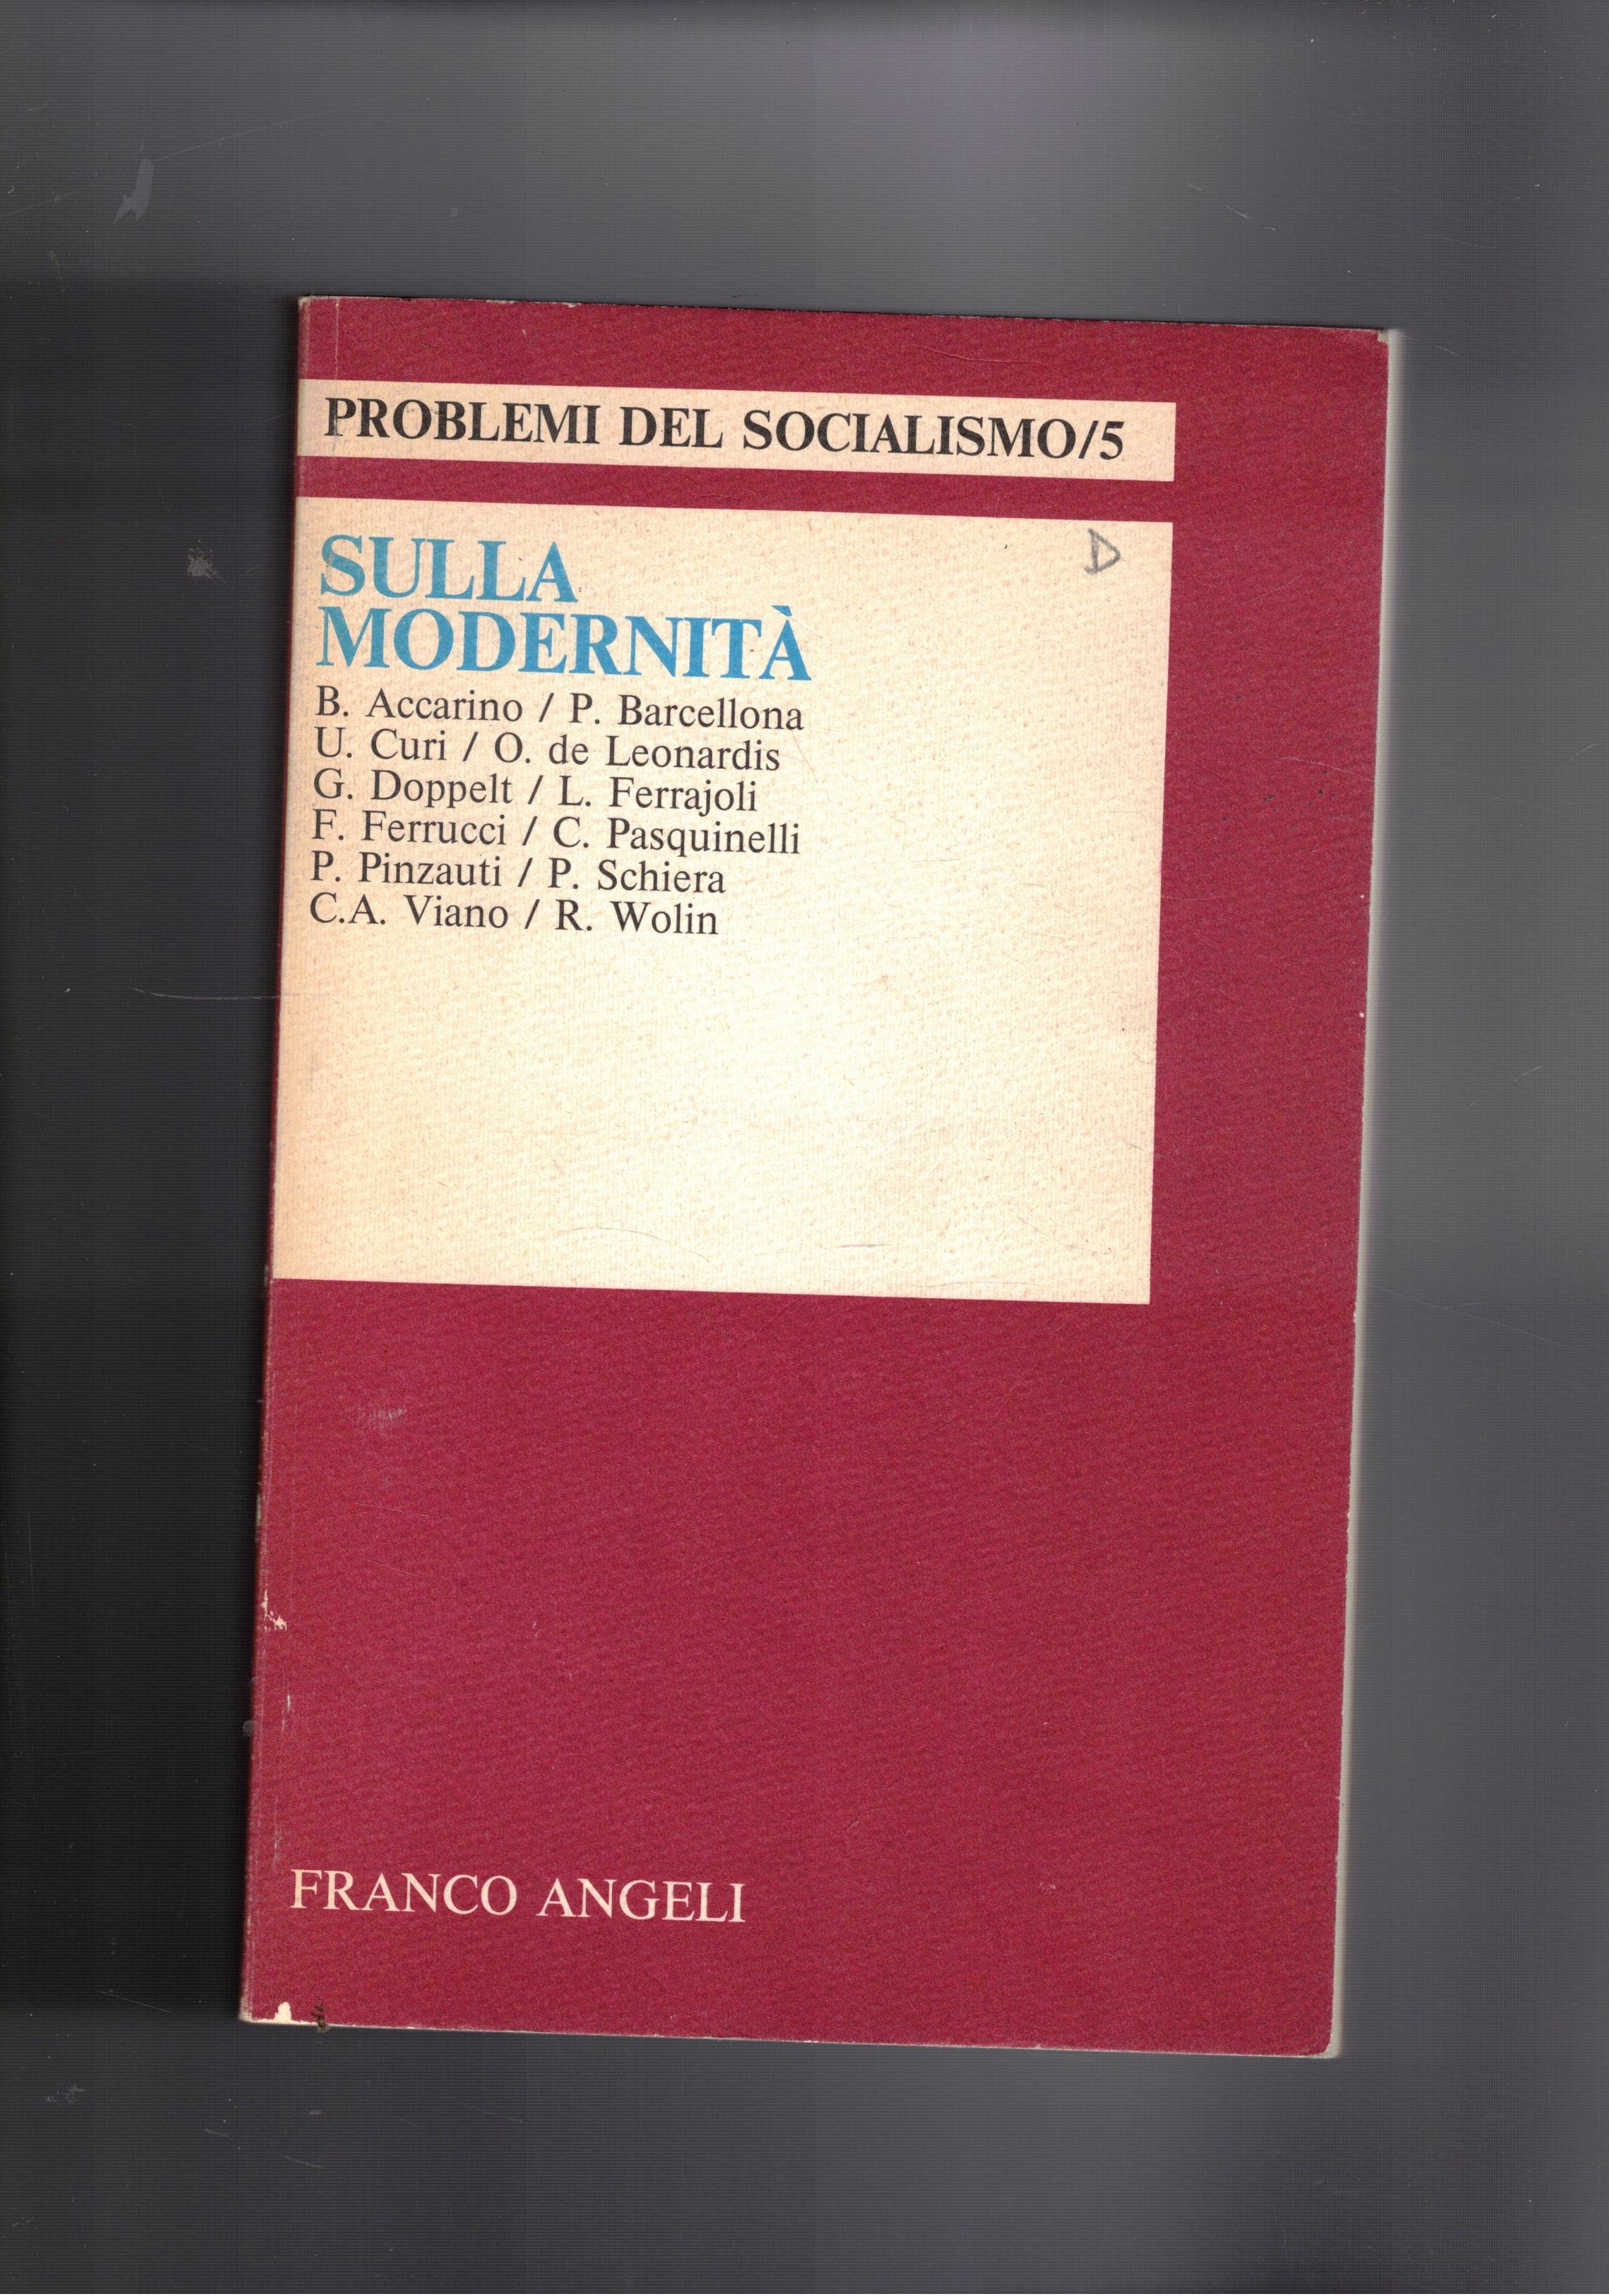 PROBLEMI DEL SOCIALISMO/5
D
SULLA
MODERNITÀ
B. Accarino / P. Barcellona
U. Curi / O. de Leonardis
G. Doppelt / L. Ferrajoli
F. Ferrucci / C. Pasquinelli
P. Pinzauti / P. Schiera
C.A. Viano / R. Wolin
FRANCO ANGELI